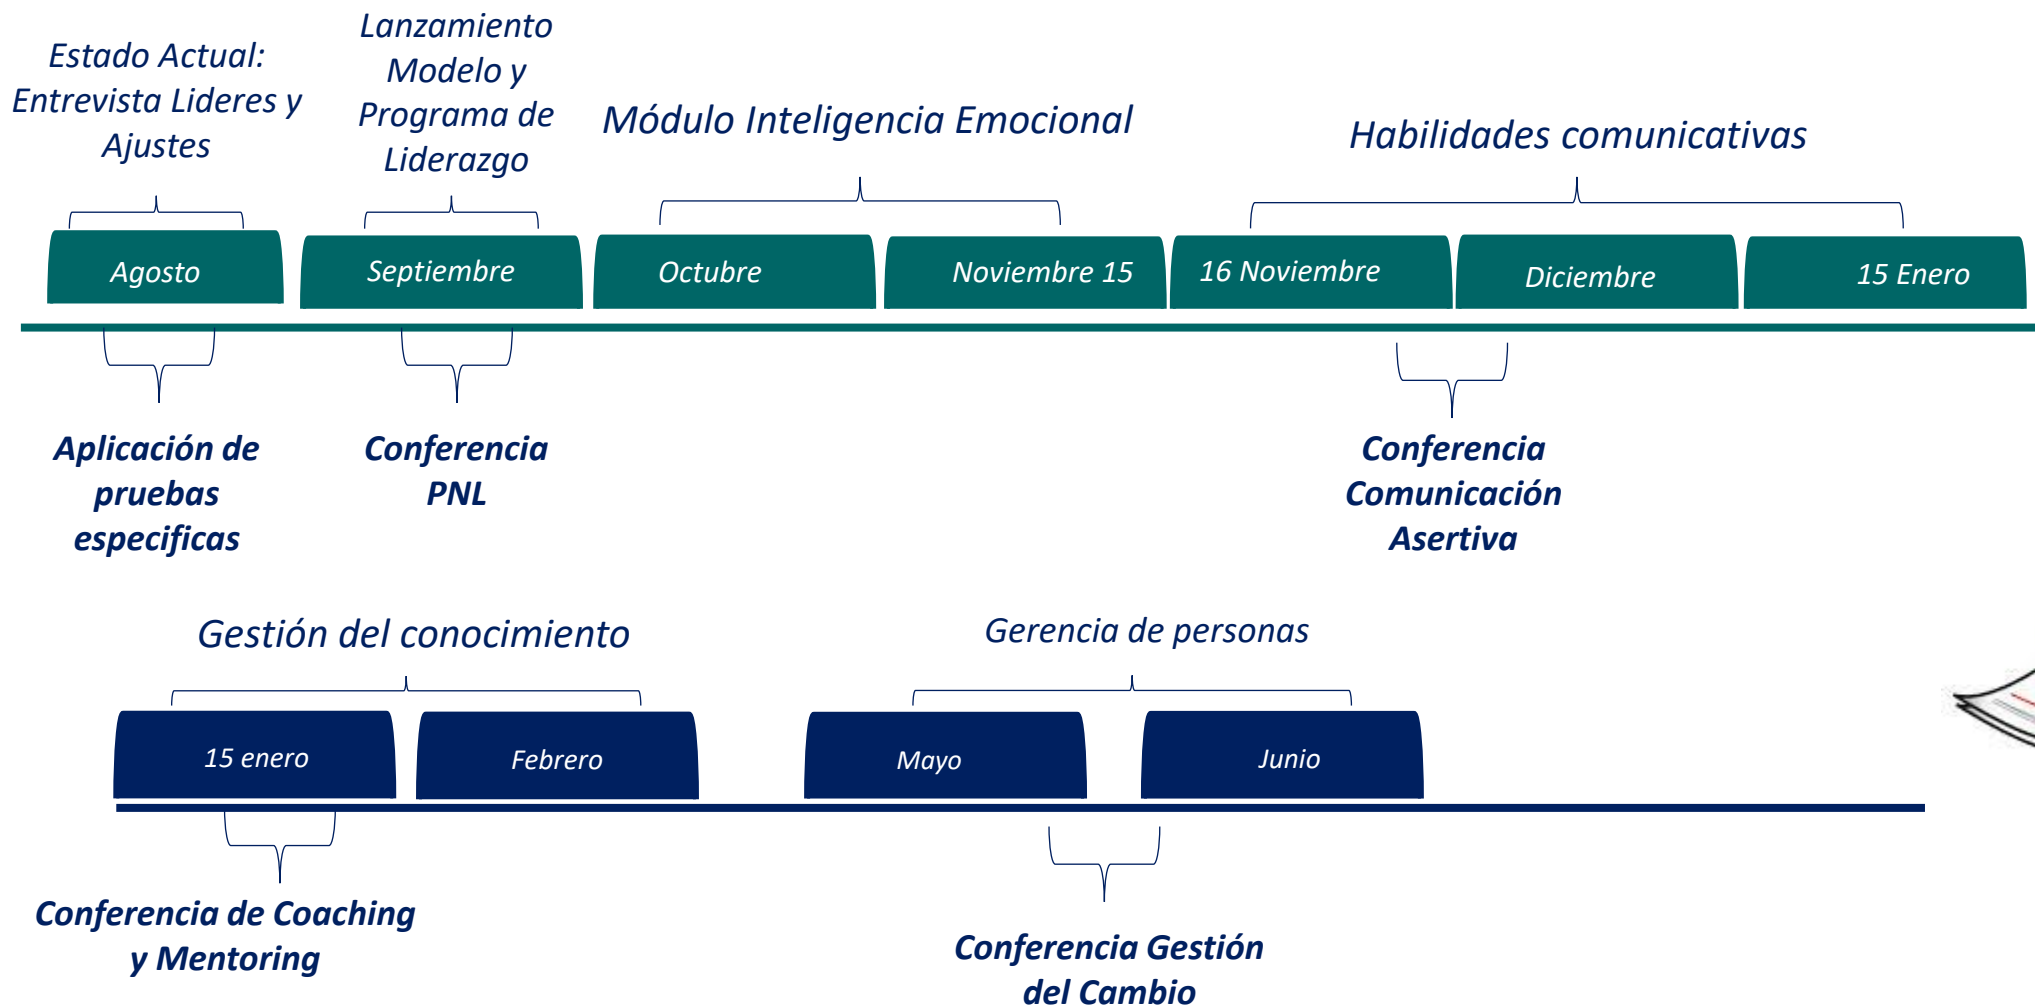 Estado Actual:
Entrevista Lideres y
Ajustes
Lanzamiento
Modelo y
Programa de
Liderazgo
Módulo Inteligencia Emocional
Habilidades comunicativas
Agosto
Septiembre
Octubre
Noviembre 15
16 Noviembre
Diciembre
15 Enero
Aplicación de
pruebas
especificas
Conferencia
PNL
Conferencia
Comunicación
Asertiva
Gestión del conocimiento
Gerencia de personas
15 enero
Febrero
Mayo
Junio
Conferencia de Coaching
y Mentoring
Conferencia Gestión
del Cambio